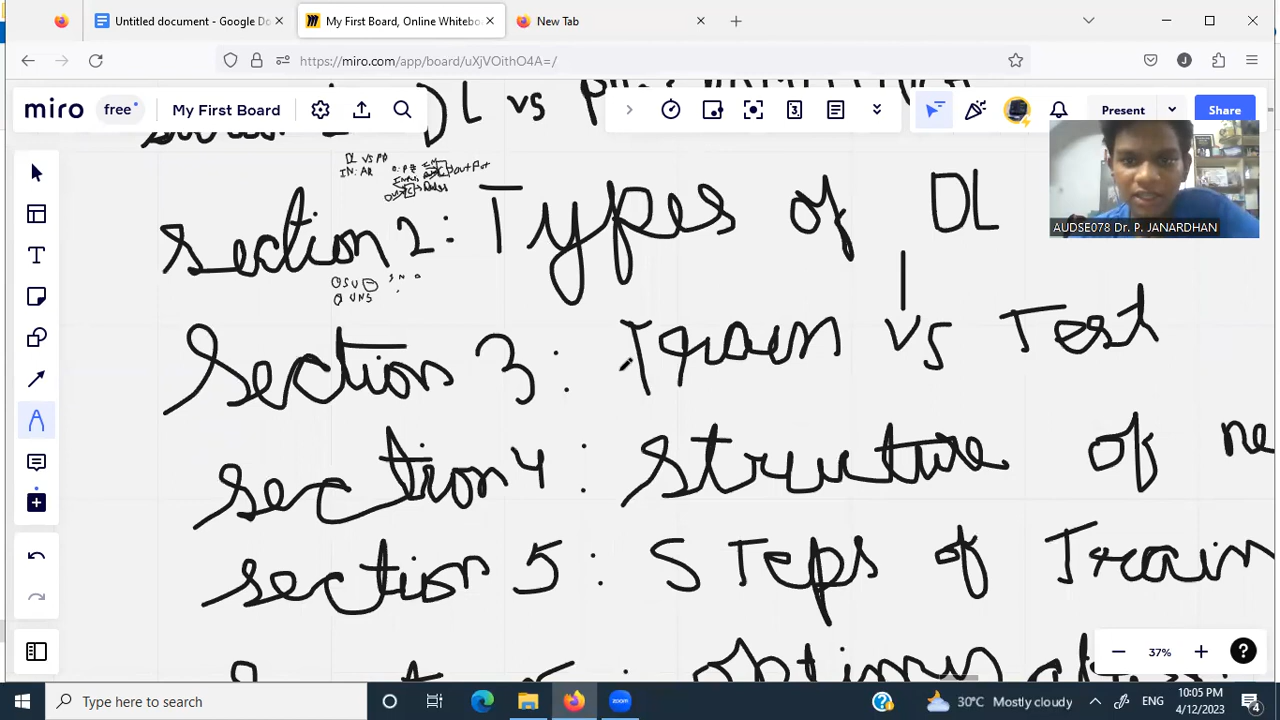 Untitled document - Google Do
My First Board, Online Whitebo
New Tab
https://miro.com/app/board/uXjVOithO4A=/
miro free My First Board
Present
Share
DL vs
DL VS
section 2: Types of DL
AUDSE078 Dr. P. JANARDHAN
Section 3: Train vs Test
section 4: structure of ne
section 5: 5 Steps of Train
37%
Type here to search
30°C Mostly cloudy
ENG
10:05 PM
4/12/2023
4